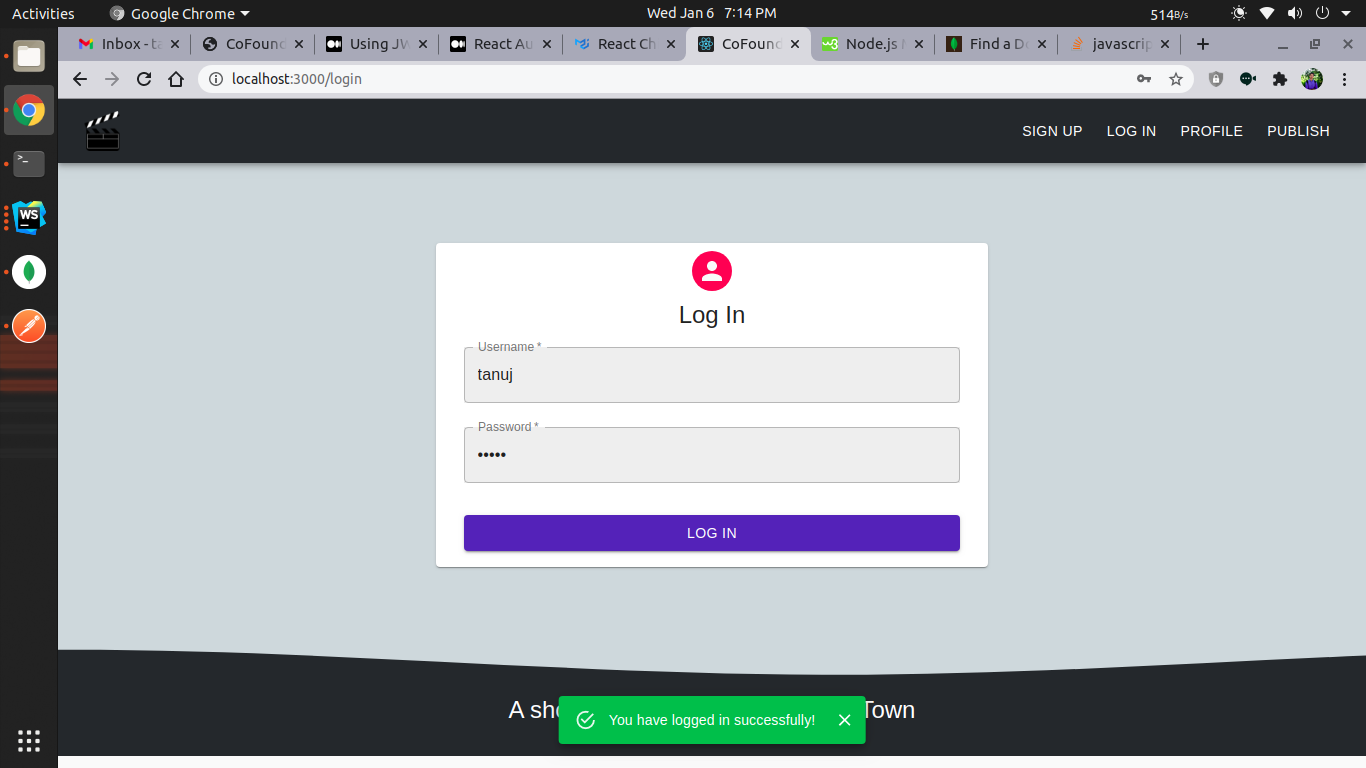 Activities Google Chrome Wed Jan 6 7:14 PM 514B/s
Inbox - ta CoFound Using JW React Au React Ch CoFound Node.js M Find a Do javascrip
localhost:3000/login
SIGN UP LOG IN PROFILE PUBLISH
>_
WS
Log In
Username *
tanuj
Password *
•••••
LOG IN
A sho Town
You have logged in successfully!